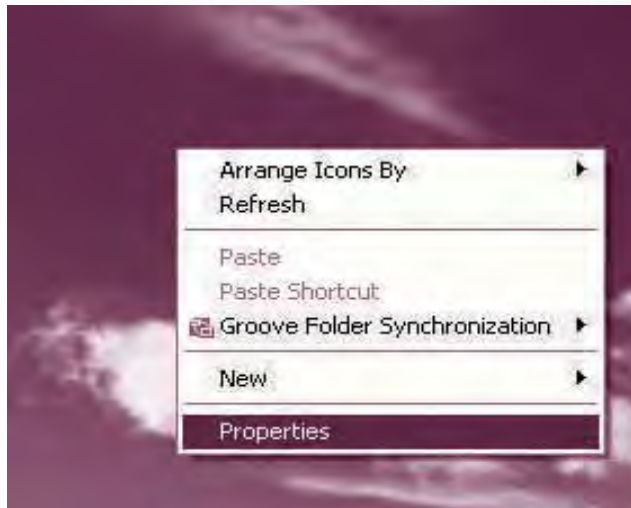 Arrange Icons By
Refresh
Paste
Paste Shortcut
Groove Folder Synchronization
New
Properties